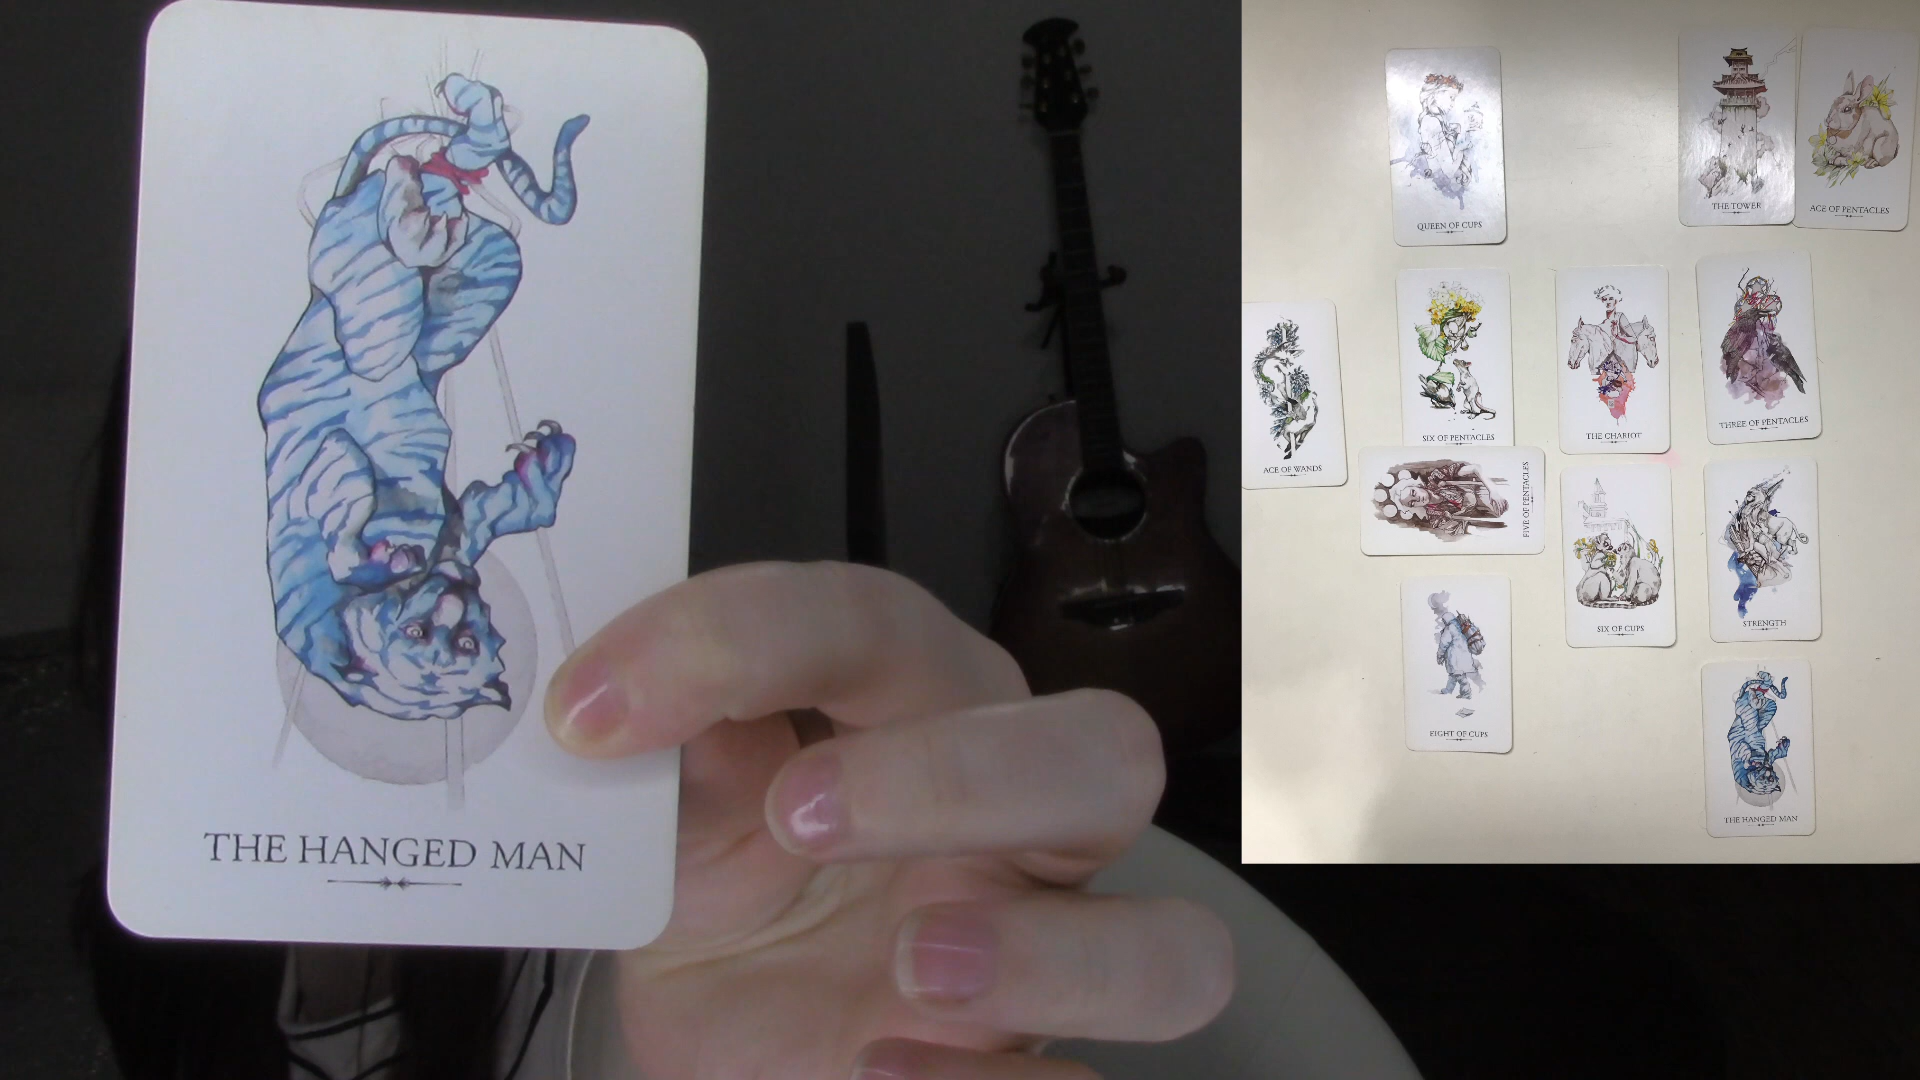 THE HANGED MAN
QUEEN OF CUPS
THE TOWER
ACE OF PENTACLES
ACE OF WANDS
SIX OF PENTACLES
THE CHARIOT
THREE OF PENTACLES
FIVE OF PENTACLES
SIX OF CUPS
STRENGTH
EIGHT OF CUPS
THE HANGED MAN